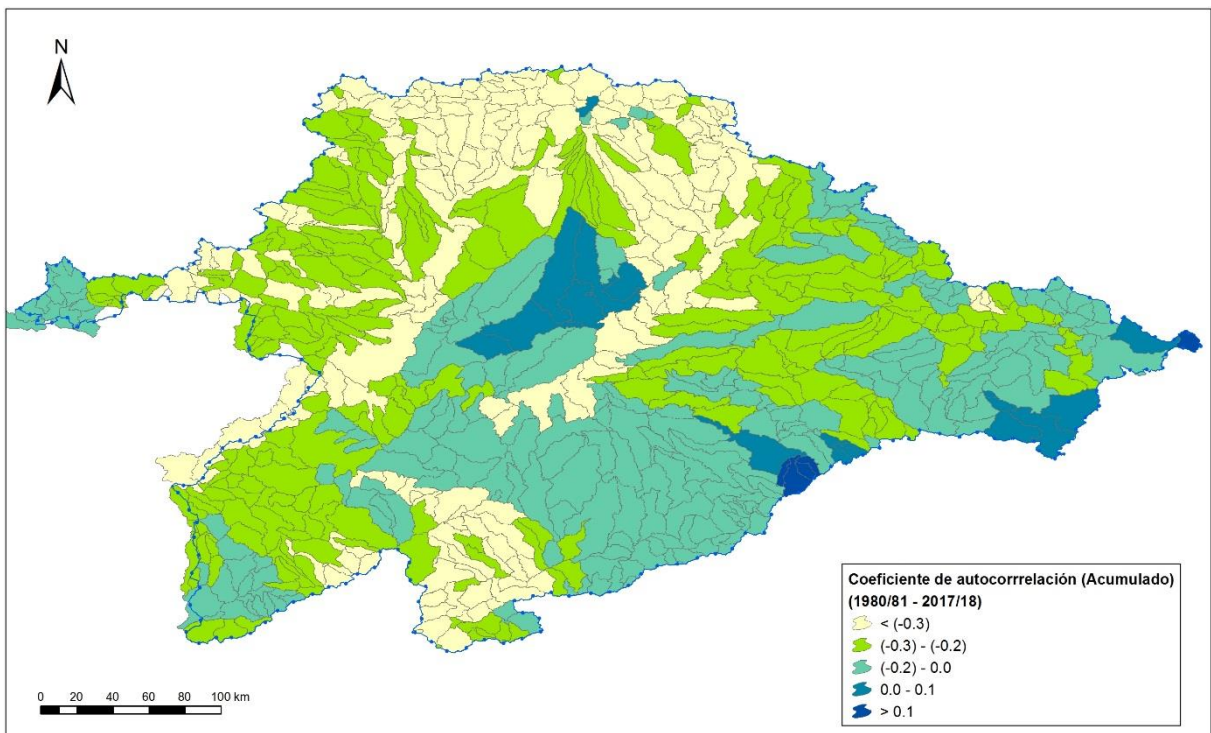 N
Coeficiente de autocorrrelación (Acumulado)
(1980/81 - 2017/18)
< (-0.3)
(-0.3) - (-0.2)
(-0.2) - 0.0
0.0 - 0.1
> 0.1
0 20 40 60 80 100 km